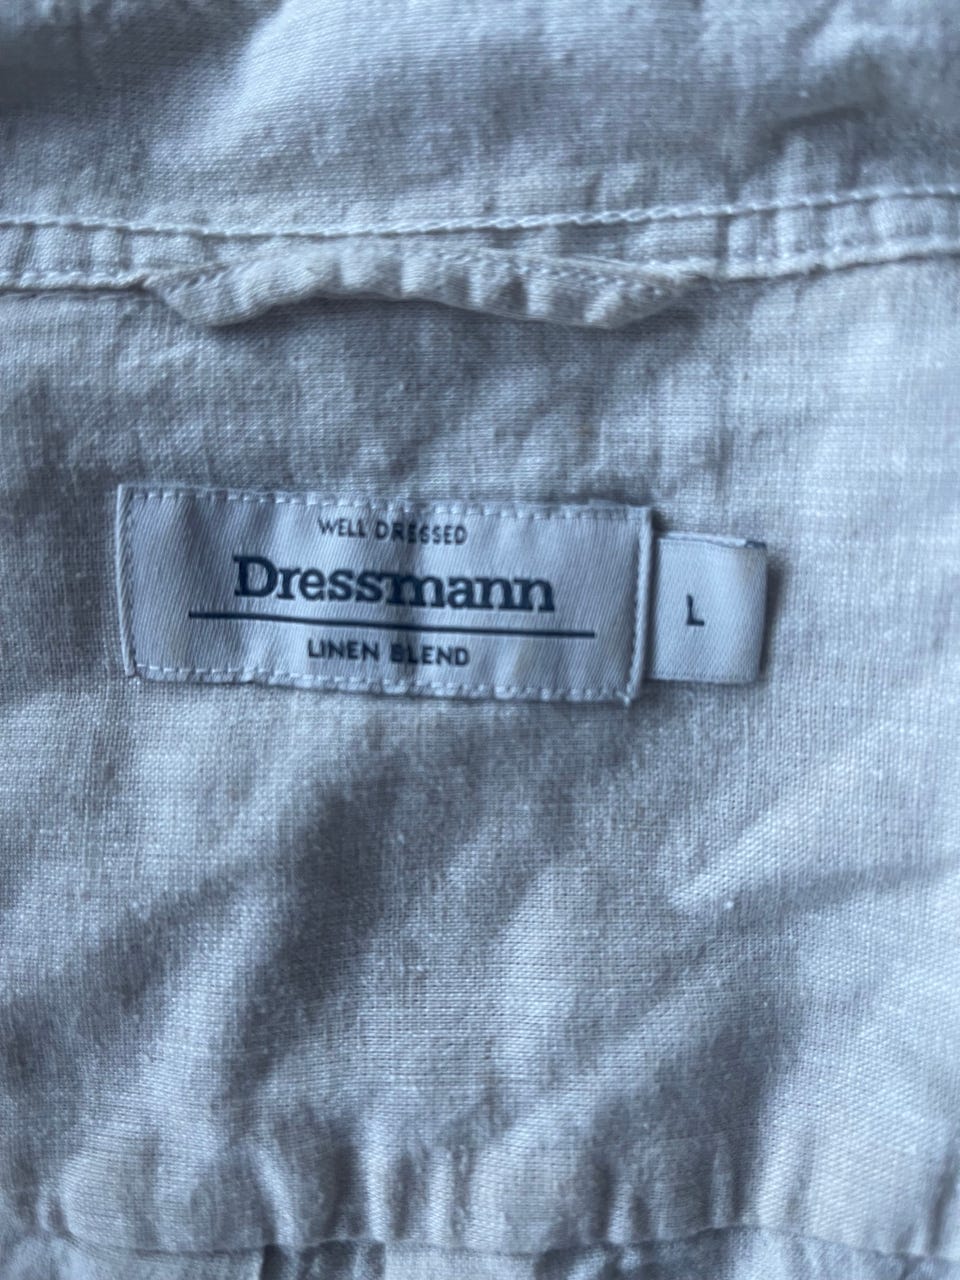 WELL DRESSED
Dressmann
LINEN BLEND
L